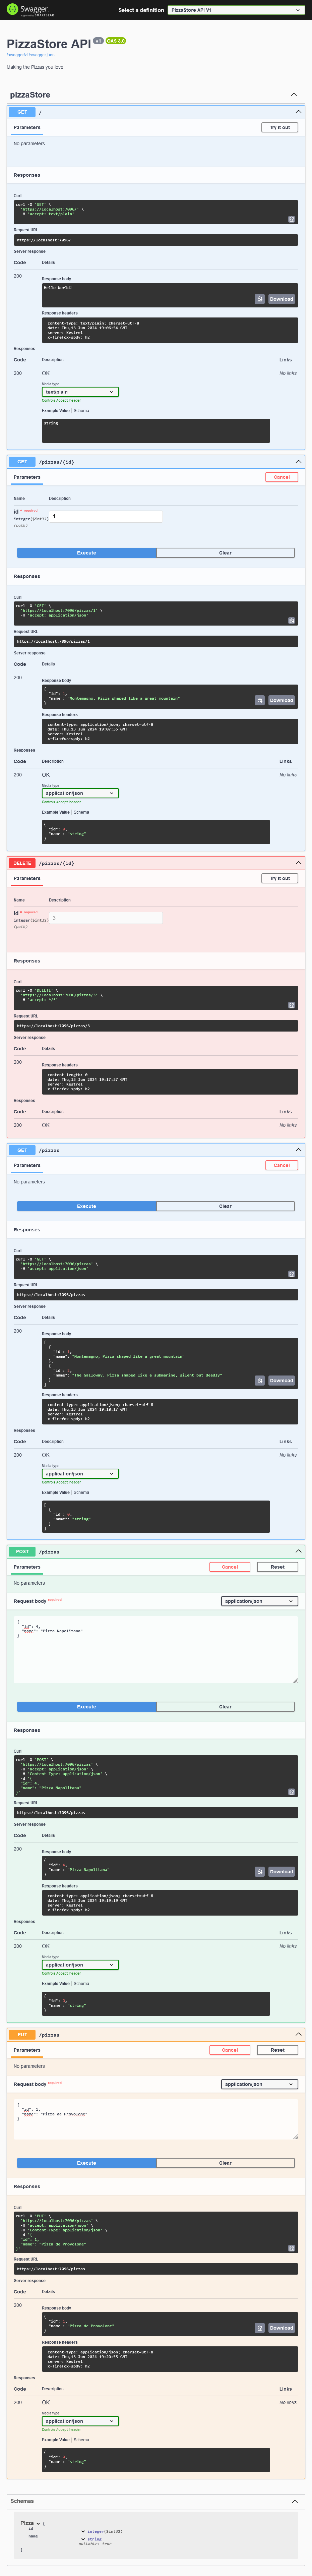 Swagger
Supported by SMARTBEAR
Select a definition
PizzaStore API V1
PizzaStore API v1 OAS 3.0
/swagger/v1/swagger.json
Making the Pizzas you love
pizzaStore
GET /
Parameters
Try it out
No parameters
Responses
Curl
curl -X 'GET' \
'https://localhost:7096/' \
-H 'accept: text/plain'
Request URL
https://localhost:7096/
Server response
Code Details
200
Response body
Hello World!
Download
Response headers
content-type: text/plain; charset=utf-8
date: Thu,13 Jun 2024 19:06:54 GMT
server: Kestrel
x-firefox-spdy: h2
Responses
Code Description Links
200 OK No links
Media type
text/plain
Controls Accept header.
Example Value Schema
string
GET /pizzas/{id}
Parameters
Cancel
Name Description
id * required
integer($int32)
(path)
1
Execute Clear
Responses
Curl
curl -X 'GET' \
'https://localhost:7096/pizzas/1' \
-H 'accept: application/json'
Request URL
https://localhost:7096/pizzas/1
Server response
Code Details
200
Response body
{
"id": 1,
"name": "Montemagno, Pizza shaped like a great mountain"
}
Download
Response headers
content-type: application/json; charset=utf-8
date: Thu,13 Jun 2024 19:07:35 GMT
server: Kestrel
x-firefox-spdy: h2
Responses
Code Description Links
200 OK No links
Media type
application/json
Controls Accept header.
Example Value Schema
{
"id": 0,
"name": "string"
}
DELETE /pizzas/{id}
Parameters
Try it out
Name Description
id * required
integer($int32)
(path)
3
Responses
Curl
curl -X 'DELETE' \
'https://localhost:7096/pizzas/3' \
-H 'accept: */*'
Request URL
https://localhost:7096/pizzas/3
Server response
Code Details
200
Response headers
content-length: 0
date: Thu,13 Jun 2024 19:17:37 GMT
server: Kestrel
x-firefox-spdy: h2
Responses
Code Description Links
200 OK No links
GET /pizzas
Parameters
Cancel
No parameters
Execute Clear
Responses
Curl
curl -X 'GET' \
'https://localhost:7096/pizzas' \
-H 'accept: application/json'
Request URL
https://localhost:7096/pizzas
Server response
Code Details
200
Response body
[
{
"id": 1,
"name": "Montemagno, Pizza shaped like a great mountain"
},
{
"id": 2,
"name": "The Galloway, Pizza shaped like a submarine, silent but deadly"
}
]
Download
Response headers
content-type: application/json; charset=utf-8
date: Thu,13 Jun 2024 19:18:17 GMT
server: Kestrel
x-firefox-spdy: h2
Responses
Code Description Links
200 OK No links
Media type
application/json
Controls Accept header.
Example Value Schema
[
{
"id": 0,
"name": "string"
}
]
POST /pizzas
Parameters
Cancel Reset
No parameters
Request body required
application/json
{
"id": 4,
"name": "Pizza Napolitana"
}
Execute Clear
Responses
Curl
curl -X 'POST' \
'https://localhost:7096/pizzas' \
-H 'accept: application/json' \
-H 'Content-Type: application/json' \
-d '{
"id": 4,
"name": "Pizza Napolitana"
}'
Request URL
https://localhost:7096/pizzas
Server response
Code Details
200
Response body
{
"id": 4,
"name": "Pizza Napolitana"
}
Download
Response headers
content-type: application/json; charset=utf-8
date: Thu,13 Jun 2024 19:19:19 GMT
server: Kestrel
x-firefox-spdy: h2
Responses
Code Description Links
200 OK No links
Media type
application/json
Controls Accept header.
Example Value Schema
{
"id": 0,
"name": "string"
}
PUT /pizzas
Parameters
Cancel Reset
No parameters
Request body required
application/json
{
"id": 1,
"name": "Pizza de Provolone"
}
Execute Clear
Responses
Curl
curl -X 'PUT' \
'https://localhost:7096/pizzas' \
-H 'accept: application/json' \
-H 'Content-Type: application/json' \
-d '{
"id": 1,
"name": "Pizza de Provolone"
}'
Request URL
https://localhost:7096/pizzas
Server response
Code Details
200
Response body
{
"id": 1,
"name": "Pizza de Provolone"
}
Download
Response headers
content-type: application/json; charset=utf-8
date: Thu,13 Jun 2024 19:20:55 GMT
server: Kestrel
x-firefox-spdy: h2
Responses
Code Description Links
200 OK No links
Media type
application/json
Controls Accept header.
Example Value Schema
{
"id": 0,
"name": "string"
}
Schemas
Pizza {
id integer($int32)
name string
nullable: true
}